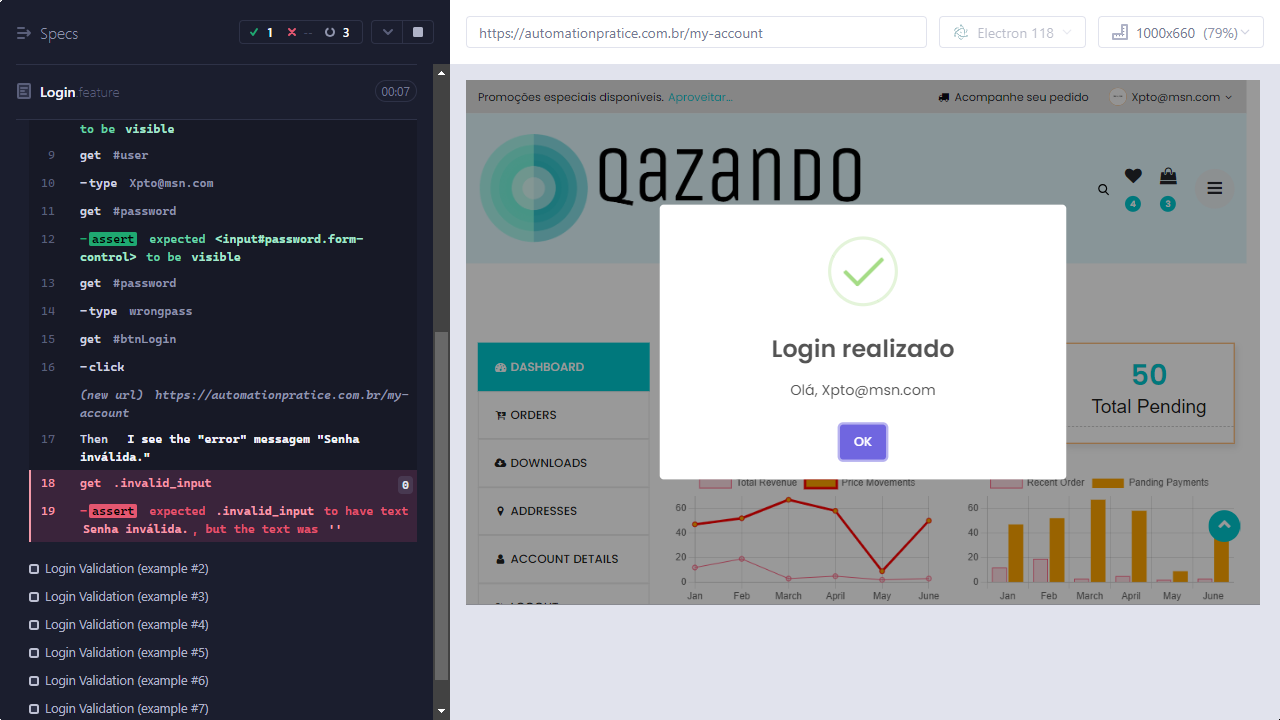 Specs
1
--
3
Login.feature
00:07
to be visible
9 get #user
10 -type Xpto@msn.com
11 get #password
12 -assert expected <input#password.form-
control> to be visible
13 get #password
14 -type wrongpass
15 get #btnLogin
16 -click
(new url) https://automationpratice.com.br/my-
account
17 Then I see the "error" messagem "Senha
inválida."
18 get .invalid_input 0
19 -assert expected .invalid_input to have text
Senha inválida. , but the text was ''
Login Validation (example #2)
Login Validation (example #3)
Login Validation (example #4)
Login Validation (example #5)
Login Validation (example #6)
Login Validation (example #7)
https://automationpratice.com.br/my-account
Electron 118
1000x660 (79%)
Promoções especiais disponíveis. Aproveitar...
Acompanhe seu pedido
Xpto@msn.com
QAZANDO
4
3
Login realizado
Olá, Xpto@msn.com
OK
DASHBOARD
ORDERS
DOWNLOADS
ADDRESSES
ACCOUNT DETAILS
50
Total Pending
Total Revenue Price Movements
60
40
20
0
Jan Feb March April May June
Recent Order Panding Payments
60
40
20
0
Jan Feb March April May June